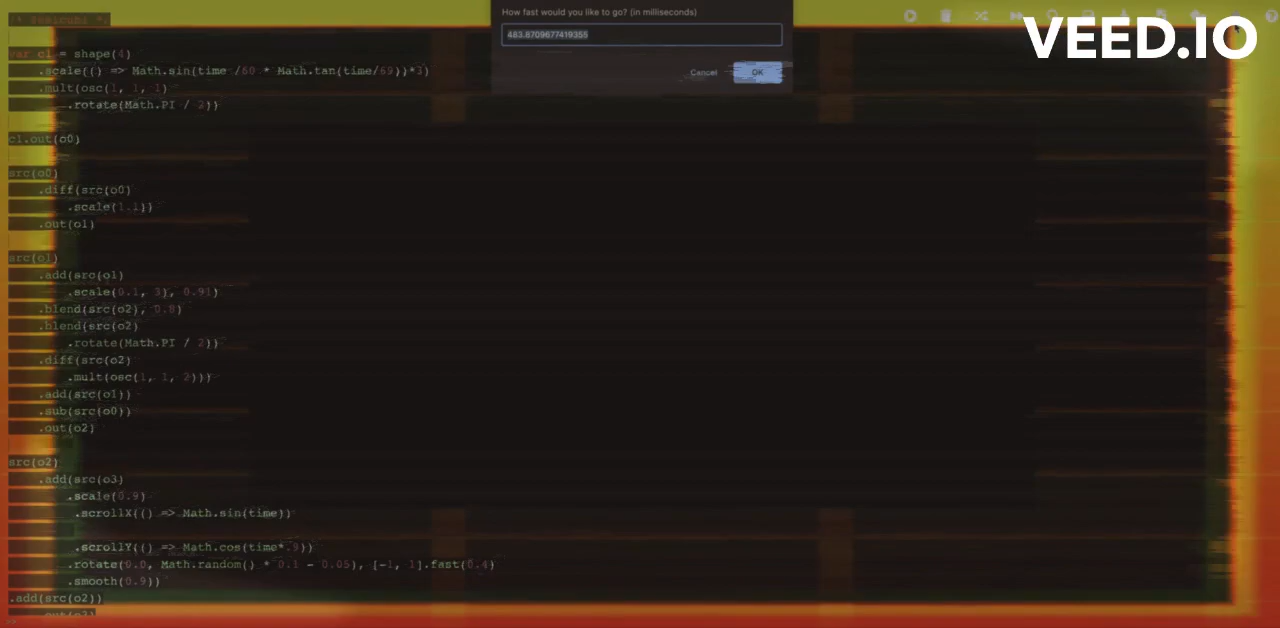 How fast would you like to go? (in milliseconds)
483.8709677419355
Cancel
OK
VEED.IO
var c1 = shape(4)
.scale(() => Math.sin(time /60 * Math.tan(time/69))*3)
.mult(osc(1, 1, 1)
.rotate(Math.PI / 2))
c1.out(o0)
src(o0)
.diff(src(o0)
.scale(1.1))
.out(o1)
src(o1)
.add(src(o1)
.scale(0.1, 3), 0.91)
.blend(src(o2), 0.8)
.blend(src(o2)
.rotate(Math.PI / 2))
.diff(src(o2)
.mult(osc(1, 1, 2)))
.add(src(o1))
.sub(src(o0))
.out(o2)
src(o2)
.add(src(o3)
.scale(0.9)
.scrollX(() => Math.sin(time))
.scrollY(() => Math.cos(time*.9))
.rotate(0.0, Math.random() * 0.1 - 0.05), [-1, 1].fast(0.4)
.smooth(0.9))
.add(src(o2))
>>